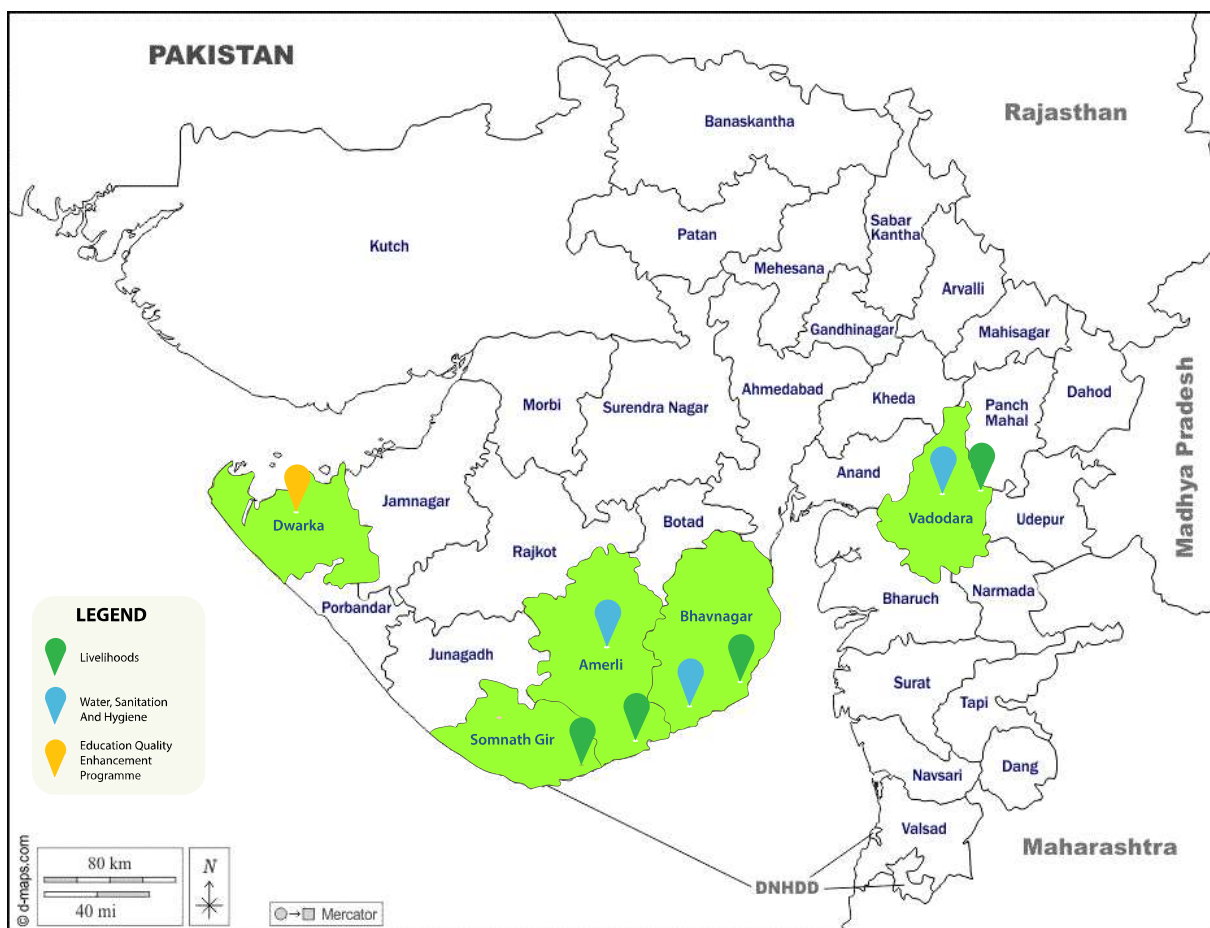 PAKISTAN
Rajasthan
Banaskantha
Kutch
Patan
Sabar
Kantha
Mehesana
Arvalli
Gandhinagar
Mahisagar
Ahmedabad
Kheda
Dahod
Morbi
Surendra Nagar
Panch
Mahal
Madhya Pradesh
Anand
Jamnagar
Dwarka
Botad
Vadodara
Udepur
Rajkot
Porbandar
Bharuch
Narmada
Bhavnagar
Junagadh
Amerli
Surat
Tapi
Somnath Gir
Navsari
Dang
Valsad
Maharashtra
DNHDD
LEGEND
Livelihoods
Water, Sanitation
And Hygiene
Education Quality
Enhancement
Programme
80 km
40 mi
N
Mercator
© d-maps.com